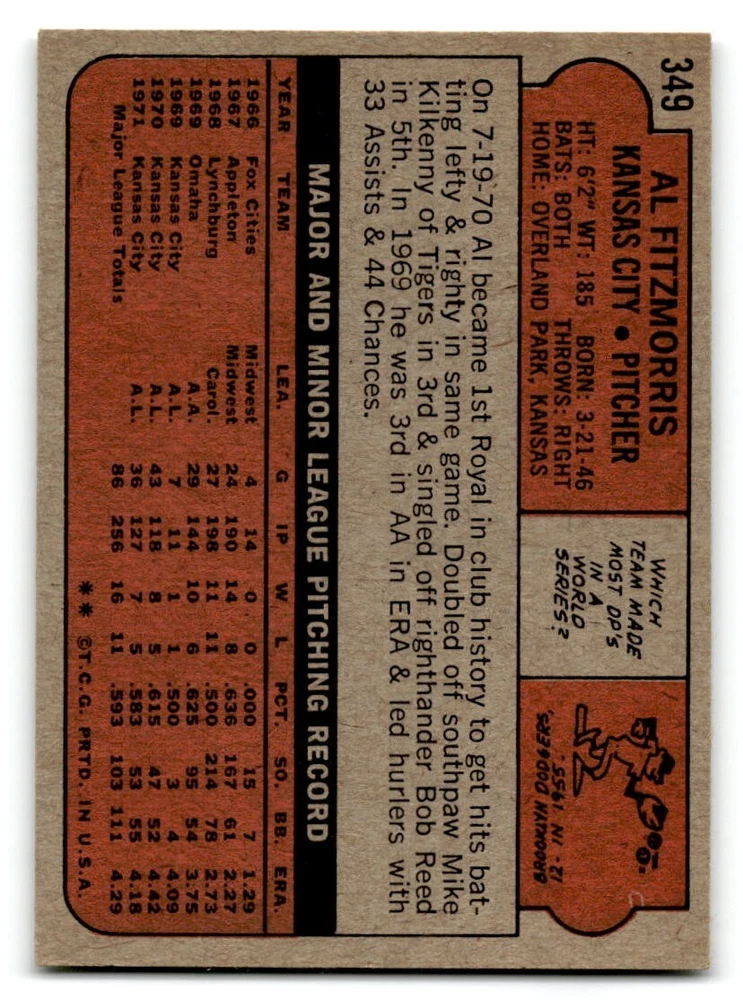 349
AL FITZMORRIS
KANSAS CITY • PITCHER
HT: 6'2" WT: 185 BORN: 3-21-46
BATS: BOTH THROWS: RIGHT
HOME: OVERLAND PARK, KANSAS
WHICH
TEAM MADE
MOST DP'S
IN A
WORLD
SERIES?
12 - IN 1955.
BROOKLYN DODGERS
On 7-19-70 Al became 1st Royal in club history to get hits bat-
ting lefty & righty in same game. Doubled off southpaw Mike
Kilkenny of Tigers in 3rd & singled off righthander Bob Reed
in 5th. In 1969 he was 3rd in AA in ERA & led hurlers with
33 Assists & 44 Chances.
MAJOR AND MINOR LEAGUE PITCHING RECORD
YEAR TEAM LEA. G IP W L PCT. SO. BB. ERA.
1966 Fox Cities Midwest 4 14 0 0 .000 15 7 1.29
1967 Appleton Midwest 24 190 14 8 .636 167 61 2.27
1968 Lynchburg Carol. 27 198 11 11 .500 214 78 2.73
1969 Omaha A.A. 29 144 10 6 .625 95 54 3.75
1969 Kansas City A.L. 7 11 1 1 .500 3 4 4.09
1970 Kansas City A.L. 43 118 8 5 .615 47 52 4.42
1971 Kansas City A.L. 36 127 7 5 .583 53 55 4.18
Major League Totals 86 256 16 11 .593 103 111 4.29
** ©T.C.G. PRTD. IN U.S.A.